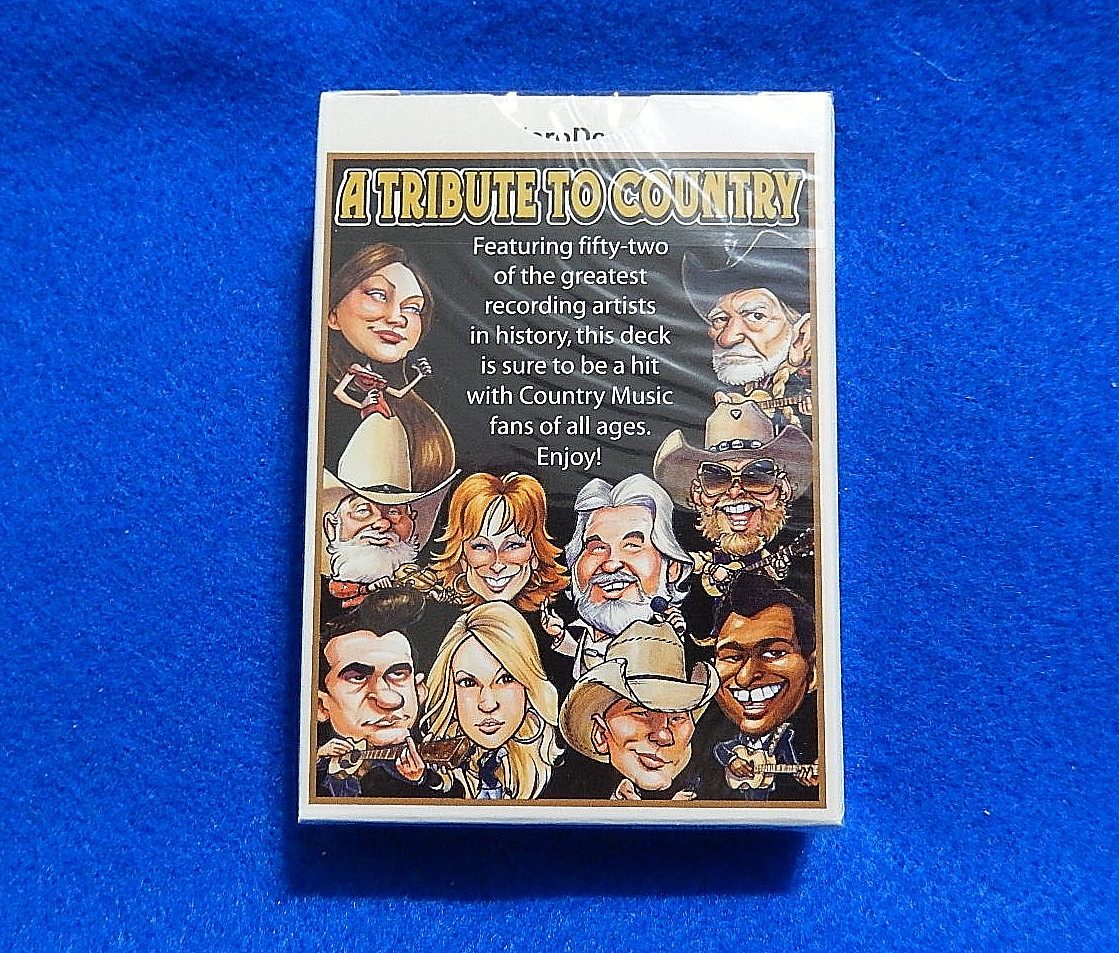 A TRIBUTE TO COUNTRY
Featuring fifty-two
of the greatest
recording artists
in history, this deck
is sure to be a hit
with Country Music
fans of all ages.
Enjoy!